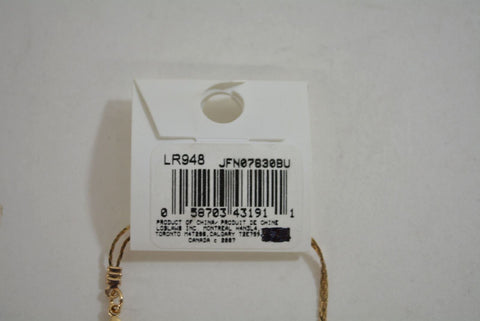 LR948 JFN07830BU
0 58703 43191 1
PRODUCT OF CHINA/ PRODUIT DE CHINE
LOBLAWS INC. MONTREAL
TORONTO M4T2S8, CALGARY T2E7S9,
CANADA c 2007